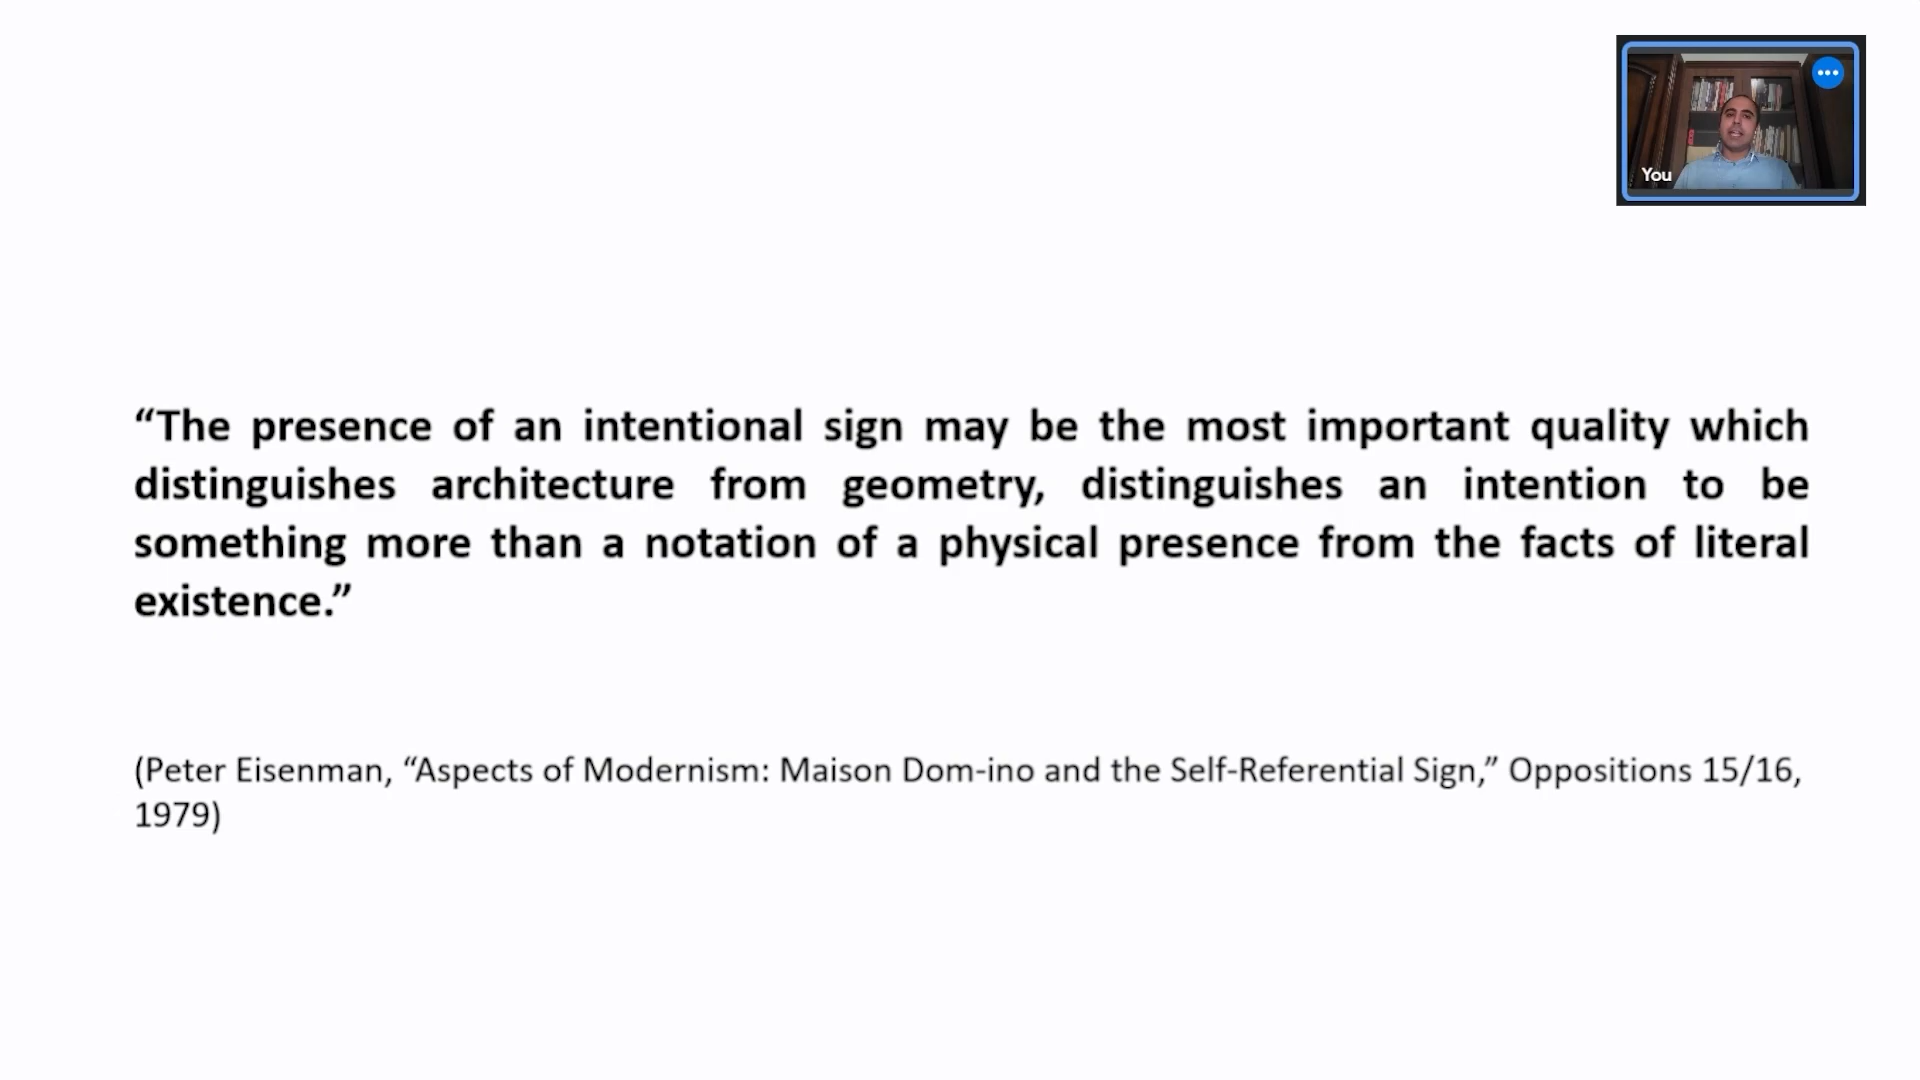 You
“The presence of an intentional sign may be the most important quality which
distinguishes architecture from geometry, distinguishes an intention to be
something more than a notation of a physical presence from the facts of literal
existence.”
(Peter Eisenman, “Aspects of Modernism: Maison Dom-ino and the Self-Referential Sign,” Oppositions 15/16,
1979)